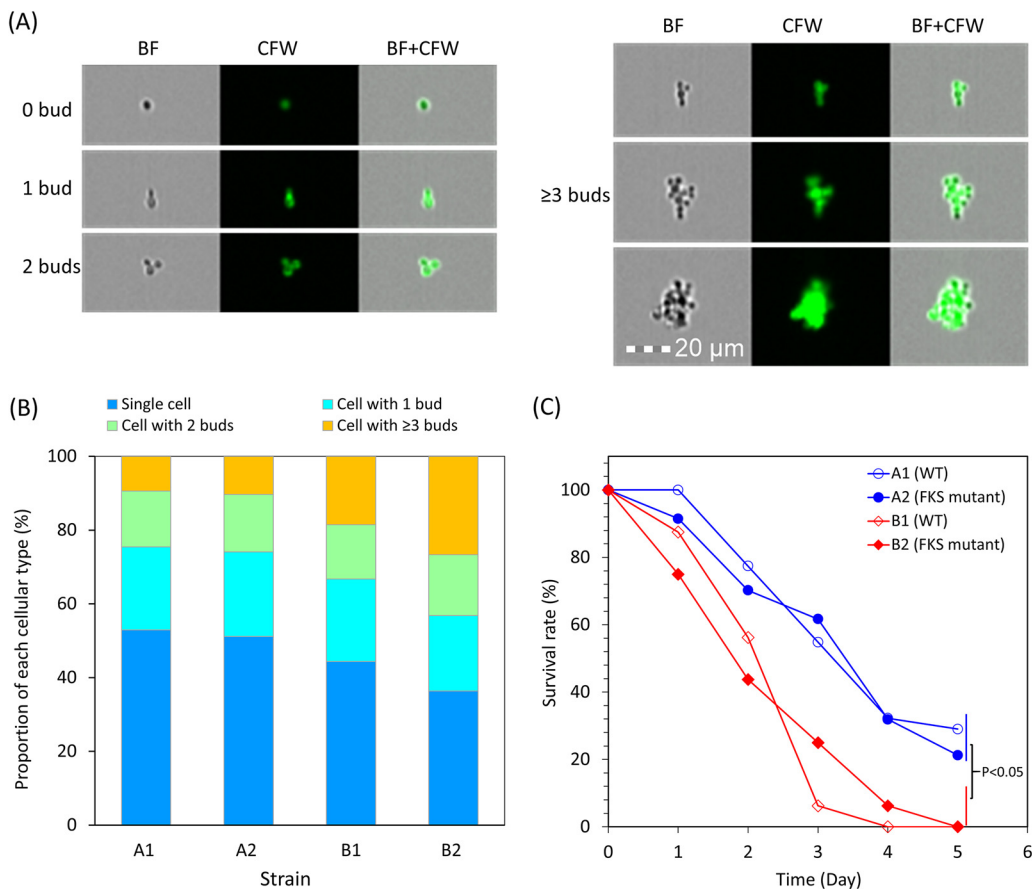 (A)
BF CFW BF+CFW
0 bud
1 bud
2 buds
BF CFW BF+CFW
≥3 buds
20 µm
(B)
Single cell Cell with 1 bud
Cell with 2 buds Cell with ≥3 buds
Proportion of each cellular type (%)
100
80
60
40
20
0
A1 A2 B1 B2
Strain
(C)
A1 (WT)
A2 (FKS mutant)
B1 (WT)
B2 (FKS mutant)
Survival rate (%)
100
80
60
40
20
0
P<0.05
0 1 2 3 4 5 6
Time (Day)